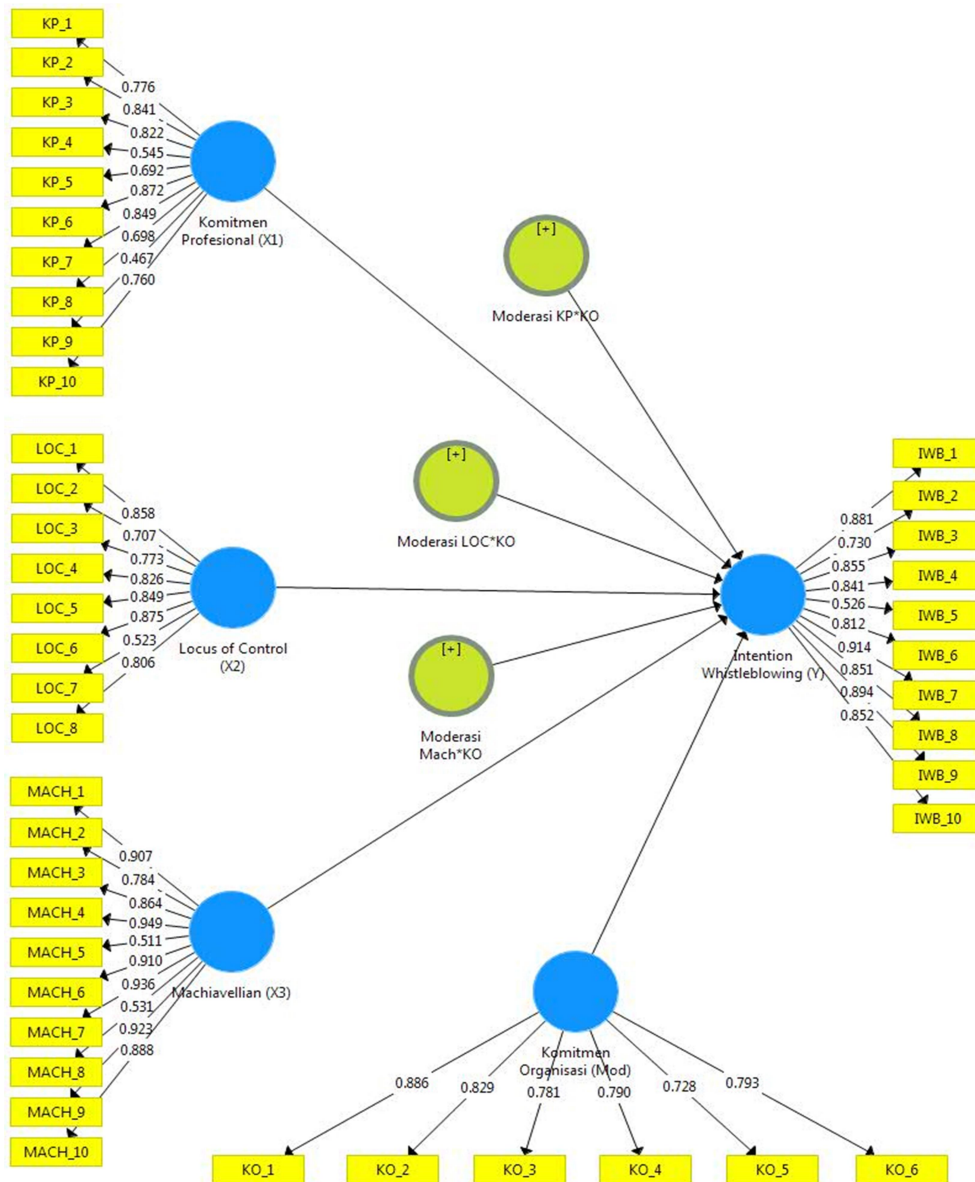 KP_1
KP_2
KP_3
KP_4
KP_5
KP_6
KP_7
KP_8
KP_9
KP_10
0.776
0.841
0.822
0.545
0.692
0.872
0.849
0.698
0.467
0.760
Komitmen
Profesional (X1)
[+]
Moderasi KP*KO
LOC_1
LOC_2
LOC_3
LOC_4
LOC_5
LOC_6
LOC_7
LOC_8
0.858
0.707
0.773
0.826
0.849
0.875
0.523
0.806
Locus of Control
(X2)
[+]
Moderasi LOC*KO
[+]
Moderasi
Mach*KO
Intention
Whistleblowing (Y)
0.881
0.730
0.855
0.841
0.526
0.812
0.914
0.851
0.894
0.852
IWB_1
IWB_2
IWB_3
IWB_4
IWB_5
IWB_6
IWB_7
IWB_8
IWB_9
IWB_10
MACH_1
MACH_2
MACH_3
MACH_4
MACH_5
MACH_6
MACH_7
MACH_8
MACH_9
MACH_10
0.907
0.784
0.864
0.949
0.511
0.910
0.936
0.531
0.923
0.888
Machiavellian (X3)
Komitmen
Organisasi (Mod)
0.886
0.829
0.781
0.790
0.728
0.793
KO_1
KO_2
KO_3
KO_4
KO_5
KO_6